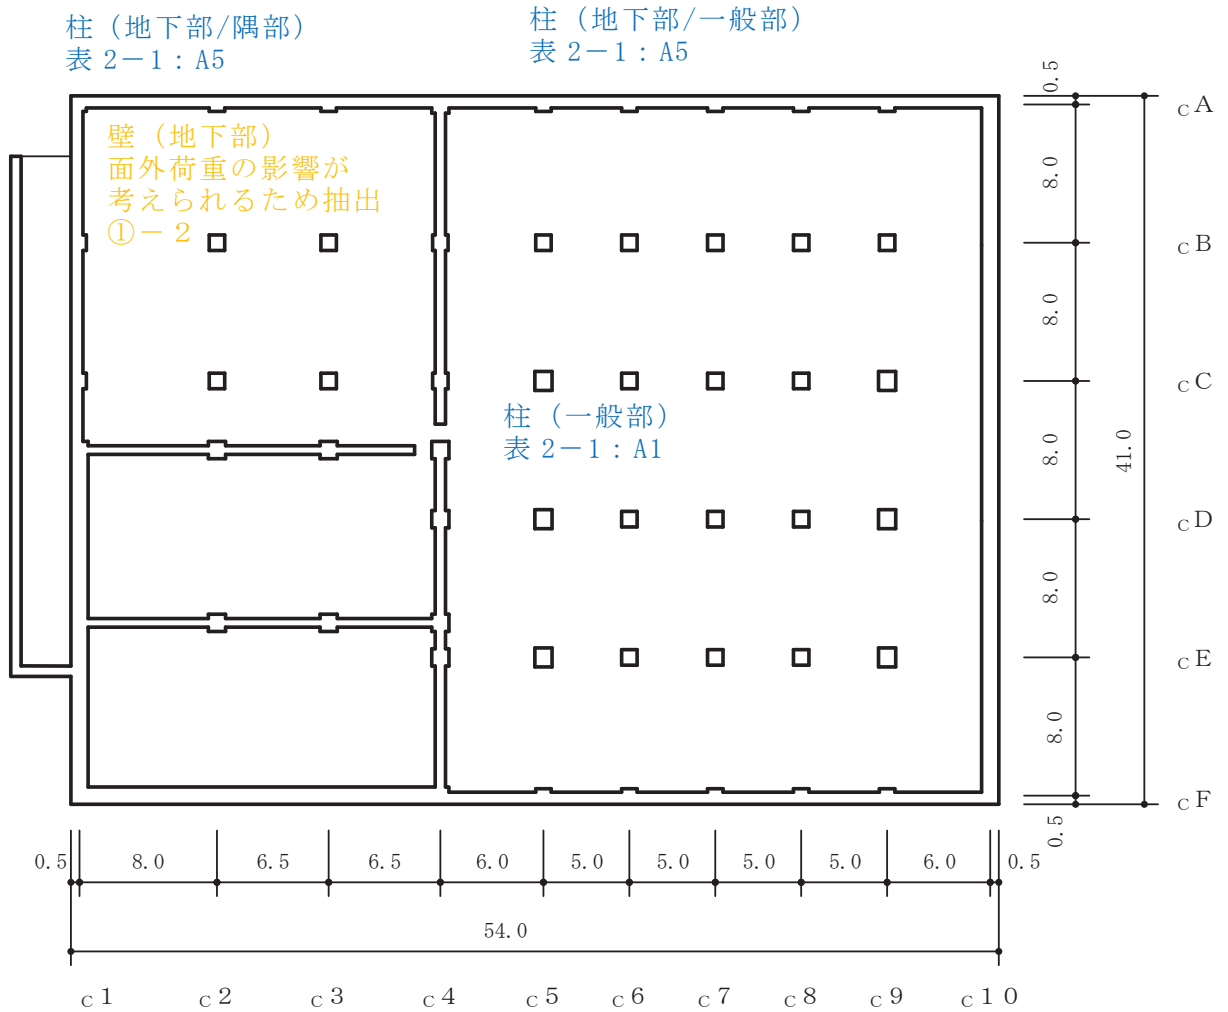 柱（地下部/隅部）
表 2－1：A5
柱（地下部/一般部）
表 2－1：A5
壁（地下部）
面外荷重の影響が
考えられるため抽出
①－２
柱（一般部）
表 2－1：A1
0.5
8.0
8.0
8.0
8.0
8.0
0.5
41.0
cA
cB
cC
cD
cE
cF
0.5 8.0 6.5 6.5 6.0 5.0 5.0 5.0 5.0 6.0 0.5
54.0
c1 c2 c3 c4 c5 c6 c7 c8 c9 c10